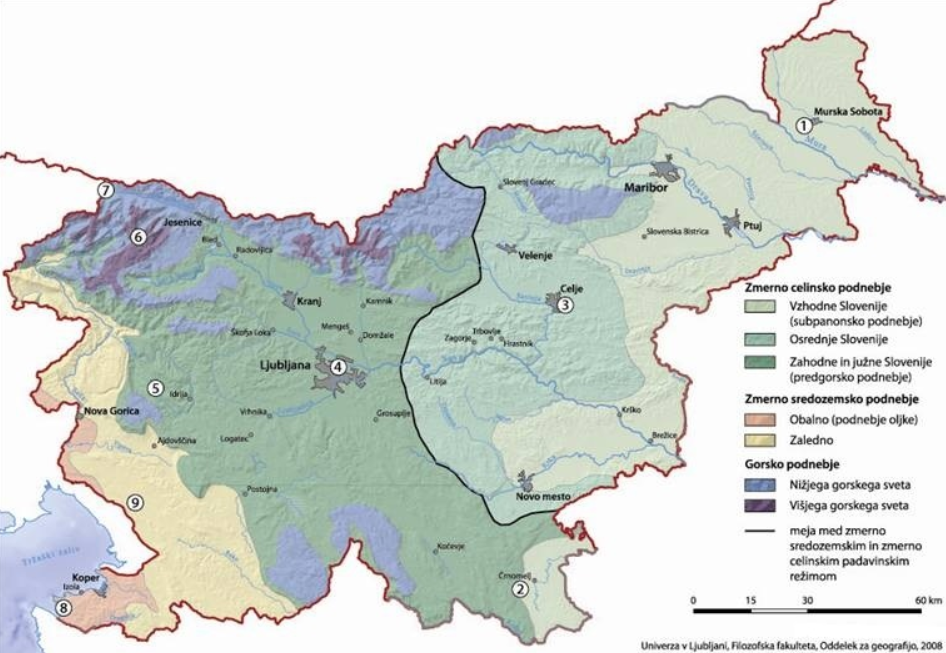 Murska Sobota
1
Mura
7
Slovenj Gradec
Maribor
Drava
Jesenice
6
Bled
Radovljica
Ptuj
Slovenska Bistrica
Velenje
Kranj
Kamnik
Celje
3
Savinja
Škofja Loka
Mengeš
Domžale
Trbovlje
Zagorje
Hrastnik
Ljubljana
4
Litija
5
Idrija
Nova Gorica
Vrhnika
Grosuplje
Krško
Ajdovščina
Logatec
Brežice
9
Postojna
Novo mesto
Tržaški zaliv
Kočevje
Koper
Izola
8
Črnomelj
2
Zmerno celinsko podnebje
Vzhodne Slovenije
(subpanonsko podnebje)
Osrednje Slovenije
Zahodne in južne Slovenije
(predgorsko podnebje)
Zmerno sredozemsko podnebje
Obalno (podnebje oljke)
Zaledno
Gorsko podnebje
Nižjega gorskega sveta
Višjega gorskega sveta
meja med zmerno
sredozemskim in zmerno
celinskim padavinskim
režimom
0 15 30 60 km
Univerza v Ljubljani, Filozofska fakulteta, Oddelek za geografijo, 2008